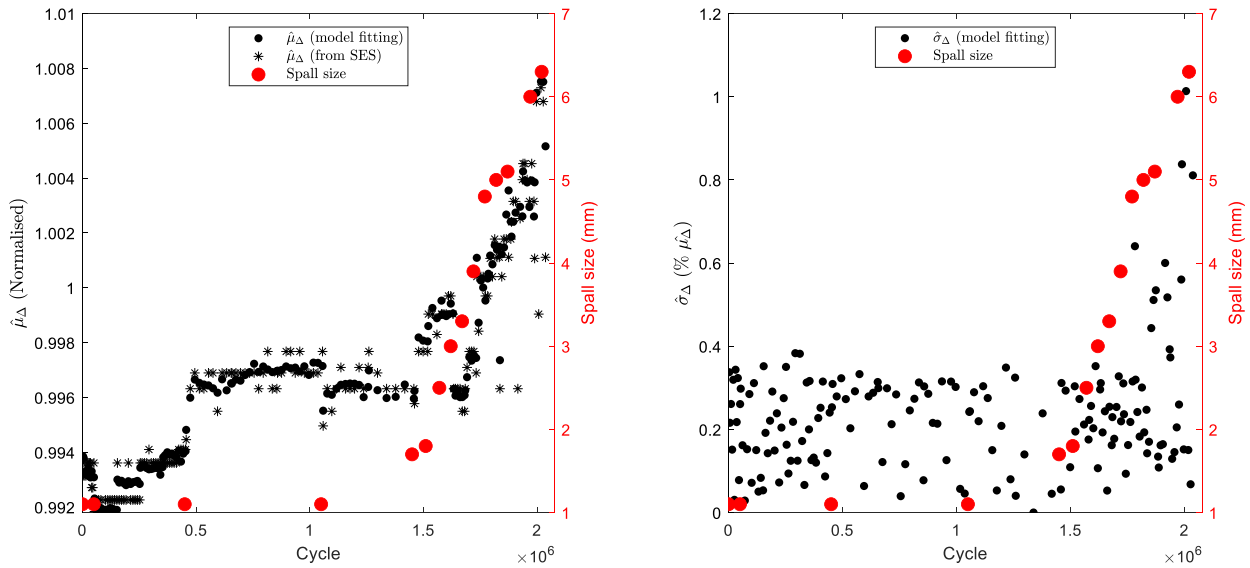 μ̂Δ (model fitting)
μ̂Δ (from SES)
Spall size
1.01
1.008
1.006
1.004
1.002
1
0.998
0.996
0.994
0.992
μ̂Δ (Normalised)
7
6
5
4
3
2
1
Spall size (mm)
0 0.5 1 1.5 2
Cycle
×10⁶
σ̂Δ (model fitting)
Spall size
1.2
1
0.8
0.6
0.4
0.2
0
σ̂Δ (% μ̂Δ)
7
6
5
4
3
2
1
Spall size (mm)
0 0.5 1 1.5 2
Cycle
×10⁶